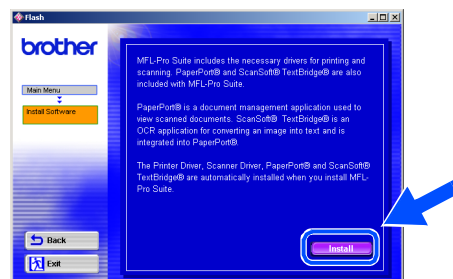 Flash
brother
Main Menu
Install Software
MFL-Pro Suite includes the necessary drivers for printing and
scanning. PaperPort® and ScanSoft® TextBridge® are also
included with MFL-Pro Suite.
PaperPort® is a document management application used to
view scanned documents. ScanSoft® TextBridge® is an
OCR application for converting an image into text and is
integrated into PaperPort®.
The Printer Driver, Scanner Driver, PaperPort® and ScanSoft®
TextBridge® are automatically installed when you install MFL-
Pro Suite.
Back
Install
Exit